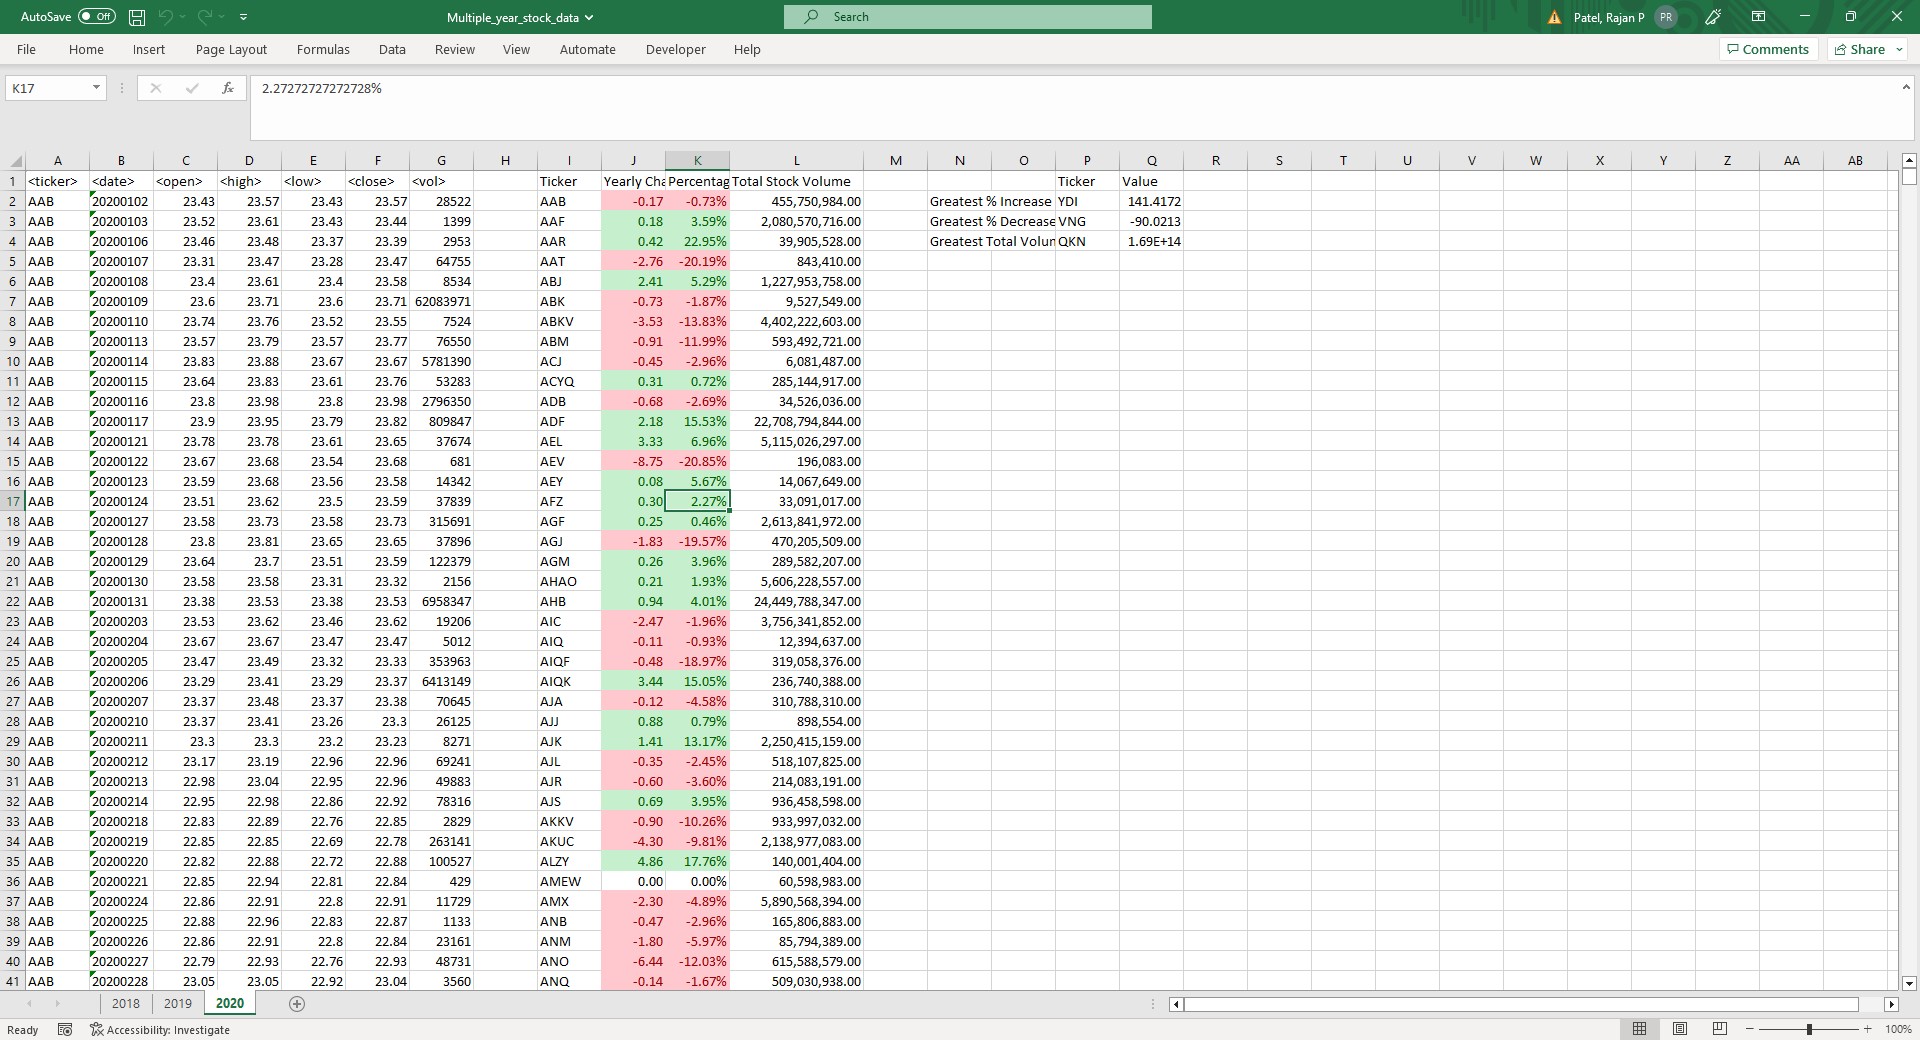 AutoSave Off Multiple_year_stock_data Search Patel, Rajan P PR
File Home Insert Page Layout Formulas Data Review View Automate Developer Help Comments Share
K17 fx 2.27272727272728%
A B C D E F G H I J K L M N O P Q R S T U V W X Y Z AA AB
1 <ticker> <date> <open> <high> <low> <close> <vol> Ticker Yearly Cha Percentag Total Stock Volume Ticker Value
2 AAB 20200102 23.43 23.57 23.43 23.57 28522 AAB -0.17 -0.73% 455,750,984.00 Greatest % Increase YDI 141.4172
3 AAB 20200103 23.52 23.61 23.43 23.44 1399 AAF 0.18 3.59% 2,080,570,716.00 Greatest % Decrease VNG -90.0213
4 AAB 20200106 23.46 23.48 23.37 23.39 2953 AAR 0.42 22.95% 39,905,528.00 Greatest Total Volun QKN 1.69E+14
5 AAB 20200107 23.31 23.47 23.28 23.47 64755 AAT -2.76 -20.19% 843,410.00
6 AAB 20200108 23.4 23.61 23.4 23.58 8534 ABJ 2.41 5.29% 1,227,953,758.00
7 AAB 20200109 23.6 23.71 23.6 23.71 62083971 ABK -0.73 -1.87% 9,527,549.00
8 AAB 20200110 23.74 23.76 23.52 23.55 7524 ABKV -3.53 -13.83% 4,402,222,603.00
9 AAB 20200113 23.57 23.79 23.57 23.77 76550 ABM -0.91 -11.99% 593,492,721.00
10 AAB 20200114 23.83 23.88 23.67 23.67 5781390 ACJ -0.45 -2.96% 6,081,487.00
11 AAB 20200115 23.64 23.83 23.61 23.76 53283 ACYQ 0.31 0.72% 285,144,917.00
12 AAB 20200116 23.8 23.98 23.8 23.98 2796350 ADB -0.68 -2.69% 34,526,036.00
13 AAB 20200117 23.9 23.95 23.79 23.82 809847 ADF 2.18 15.53% 22,708,794,844.00
14 AAB 20200121 23.78 23.78 23.61 23.65 37674 AEL 3.33 6.96% 5,115,026,297.00
15 AAB 20200122 23.67 23.68 23.54 23.68 681 AEV -8.75 -20.85% 196,083.00
16 AAB 20200123 23.59 23.68 23.56 23.58 14342 AEY 0.08 5.67% 14,067,649.00
17 AAB 20200124 23.51 23.62 23.5 23.59 37839 AFZ 0.30 2.27% 33,091,017.00
18 AAB 20200127 23.58 23.73 23.58 23.73 315691 AGF 0.25 0.46% 2,613,841,972.00
19 AAB 20200128 23.8 23.81 23.65 23.65 37896 AGJ -1.83 -19.57% 470,205,509.00
20 AAB 20200129 23.64 23.7 23.51 23.59 122379 AGM 0.26 3.96% 289,582,207.00
21 AAB 20200130 23.58 23.58 23.31 23.32 2156 AHAO 0.21 1.93% 5,606,228,557.00
22 AAB 20200131 23.38 23.53 23.38 23.53 6958347 AHB 0.94 4.01% 24,449,788,347.00
23 AAB 20200203 23.53 23.62 23.46 23.62 19206 AIC -2.47 -1.96% 3,756,341,852.00
24 AAB 20200204 23.67 23.67 23.47 23.47 5012 AIQ -0.11 -0.93% 12,394,637.00
25 AAB 20200205 23.47 23.49 23.32 23.33 353963 AIQF -0.48 -18.97% 319,058,376.00
26 AAB 20200206 23.29 23.41 23.29 23.37 6413149 AIQK 3.44 15.05% 236,740,388.00
27 AAB 20200207 23.37 23.48 23.37 23.38 70645 AJA -0.12 -4.58% 310,788,310.00
28 AAB 20200210 23.37 23.41 23.26 23.3 26125 AJJ 0.88 0.79% 898,554.00
29 AAB 20200211 23.3 23.3 23.2 23.23 8271 AJK 1.41 13.17% 2,250,415,159.00
30 AAB 20200212 23.17 23.19 22.96 22.96 69241 AJL -0.35 -2.45% 518,107,825.00
31 AAB 20200213 22.98 23.04 22.95 22.96 49883 AJR -0.60 -3.60% 214,083,191.00
32 AAB 20200214 22.95 22.98 22.86 22.92 78316 AJS 0.69 3.95% 936,458,598.00
33 AAB 20200218 22.83 22.89 22.76 22.85 2829 AKKV -0.90 -10.26% 933,997,032.00
34 AAB 20200219 22.85 22.85 22.69 22.78 263141 AKUC -4.30 -9.81% 2,138,977,083.00
35 AAB 20200220 22.82 22.88 22.72 22.88 100527 ALZY 4.86 17.76% 140,001,404.00
36 AAB 20200221 22.85 22.94 22.81 22.84 429 AMEW 0.00 0.00% 60,598,983.00
37 AAB 20200224 22.86 22.91 22.8 22.91 11729 AMX -2.30 -4.89% 5,890,568,394.00
38 AAB 20200225 22.88 22.96 22.83 22.87 1133 ANB -0.47 -2.96% 165,806,883.00
39 AAB 20200226 22.86 22.91 22.8 22.84 23161 ANM -1.80 -5.97% 85,794,389.00
40 AAB 20200227 22.79 22.93 22.76 22.93 48731 ANO -6.44 -12.03% 615,588,579.00
41 AAB 20200228 23.05 23.05 22.92 23.04 3560 ANQ -0.14 -1.67% 509,030,938.00
2018 2019 2020
Ready Accessibility: Investigate 100%